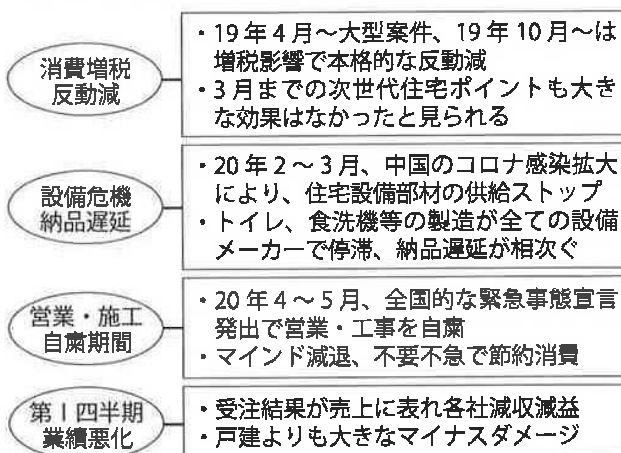 消費増税
反動減
・19年4月～大型案件、19年10月～は
増税影響で本格的な反動減
・3月までの次世代住宅ポイントも大き
な効果はなかったと見られる
設備危機
納品遅延
・20年2～3月、中国のコロナ感染拡大
により、住宅設備部材の供給ストップ
・トイレ、食洗機等の製造が全ての設備
メーカーで停滞、納品遅延が相次ぐ
営業・施工
自粛期間
・20年4～5月、全国的な緊急事態宣言
発出で営業・工事を自粛
・マインド減退、不要不急で節約消費
第1四半期
業績悪化
・受注結果が売上に表れ各社減収減益
・戸建よりも大きなマイナスダメージ